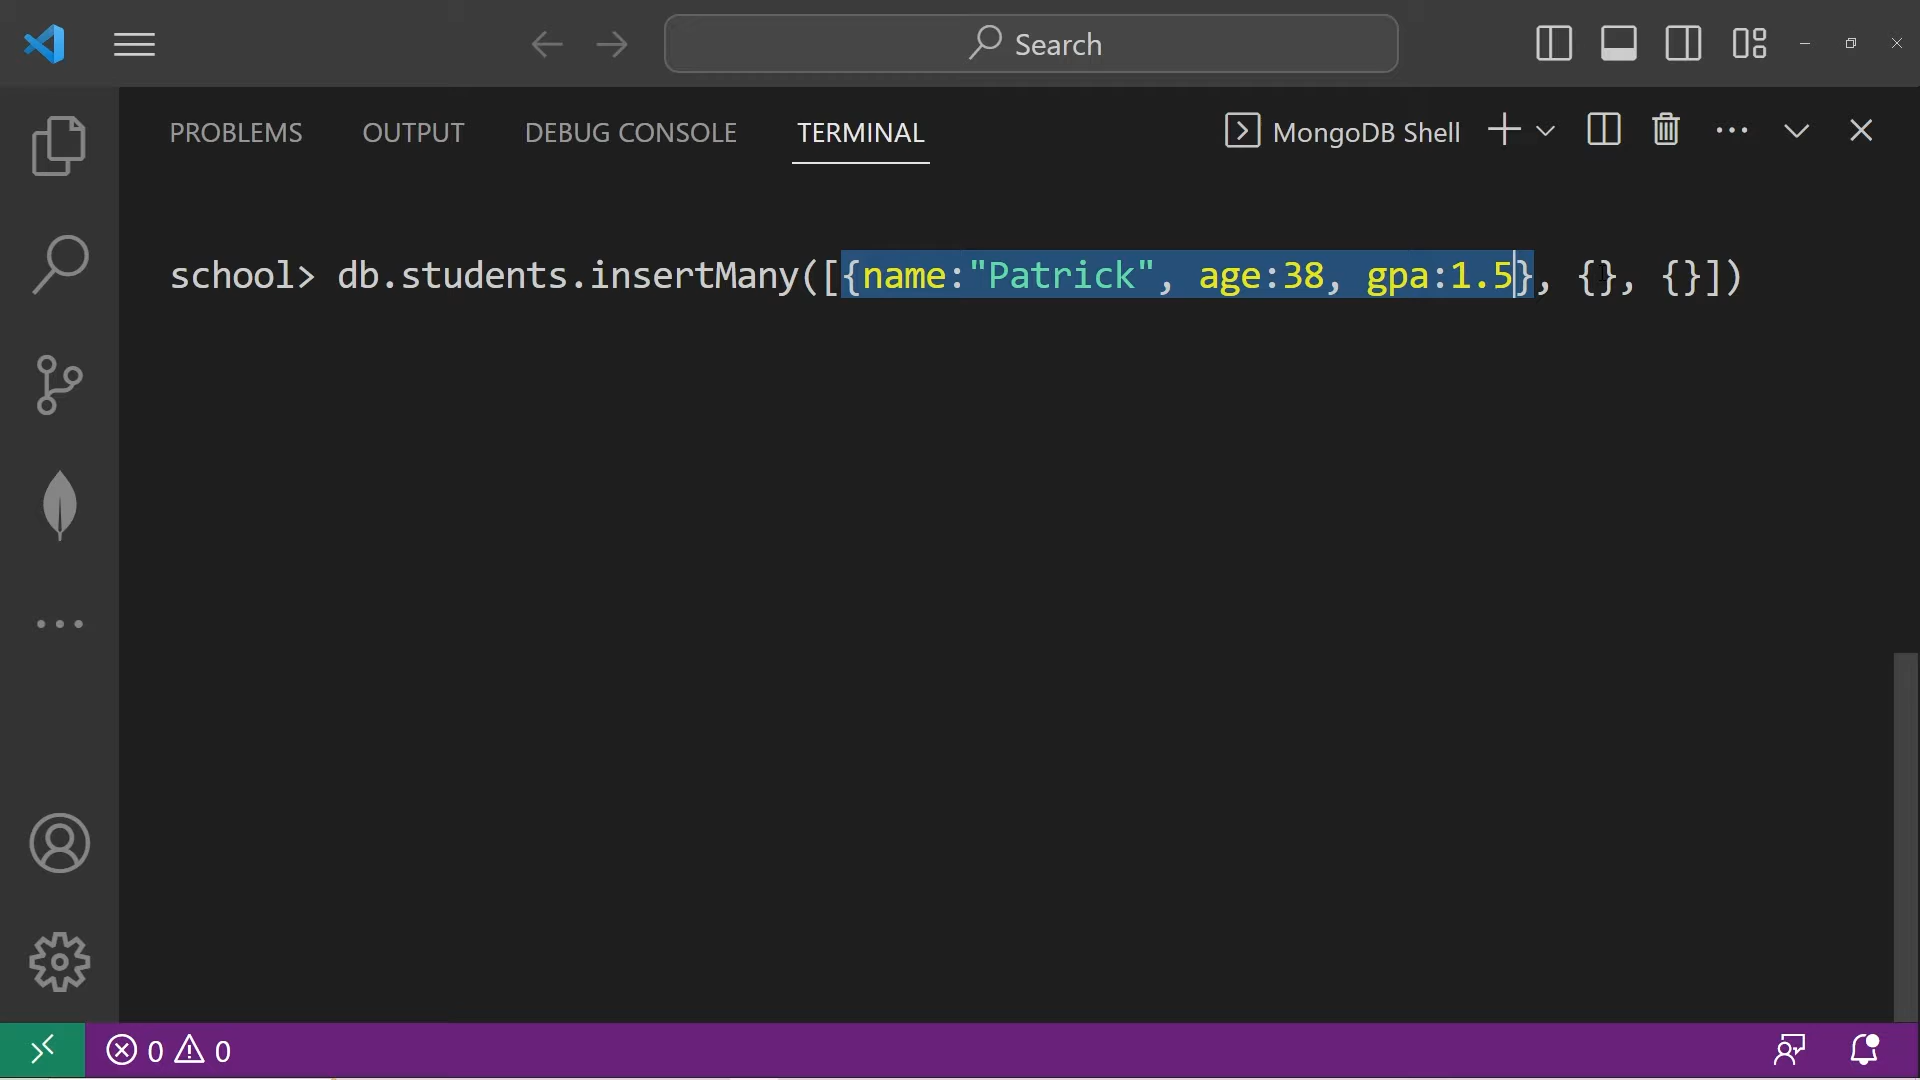 Search
PROBLEMS OUTPUT DEBUG CONSOLE TERMINAL MongoDB Shell
school> db.students.insertMany([{name:"Patrick", age:38, gpa:1.5}, {}, {}])
0 0